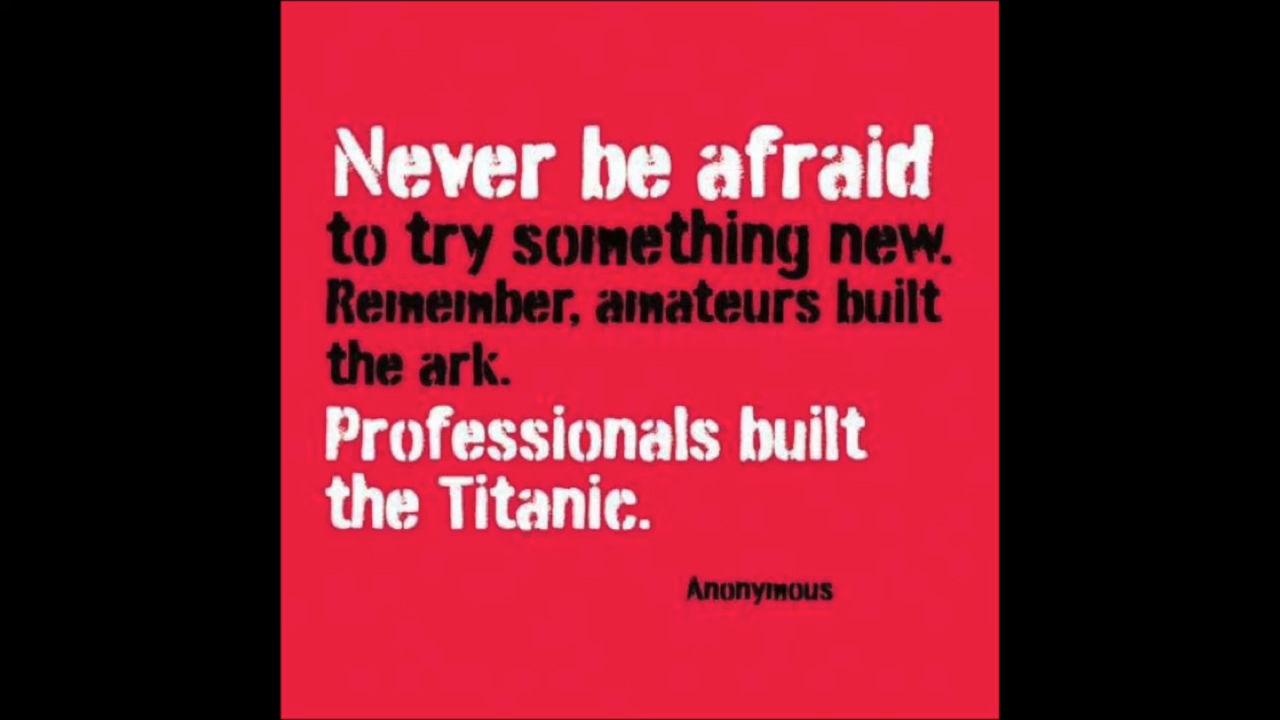 Never be afraid
to try something new.
Remember, amateurs built
the ark.
Professionals built
the Titanic.
Anonymous